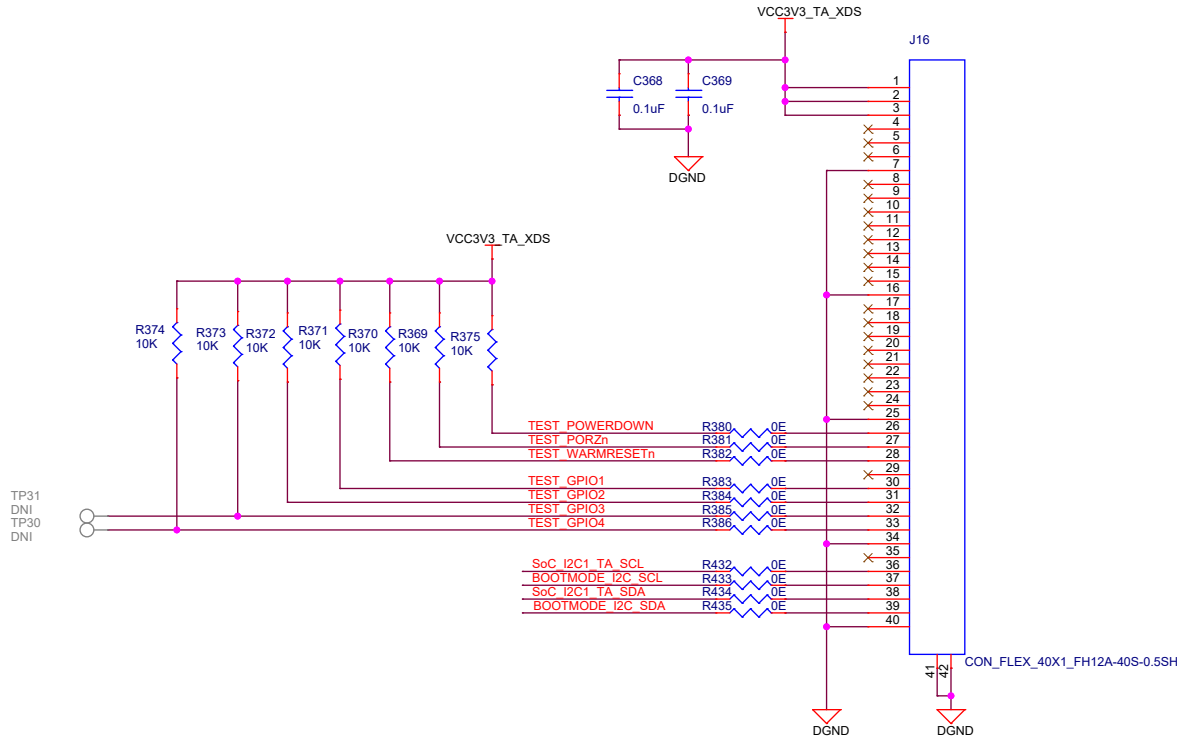 VCC3V3_TA_XDS
J16
C368
0.1uF
C369
0.1uF
DGND
1
2
3
4
5
6
7
8
9
10
11
12
13
14
15
16
17
18
19
20
21
22
23
24
25
26
27
28
29
30
31
32
33
34
35
36
37
38
39
40
41
42
CON_FLEX_40X1_FH12A-40S-0.5SH
VCC3V3_TA_XDS
R374
10K
R373
10K
R372
10K
R371
10K
R370
10K
R369
10K
R375
10K
TEST_POWERDOWN R380 0E
TEST_PORZn R381 0E
TEST_WARMRESETn R382 0E
TEST_GPIO1 R383 0E
TEST_GPIO2 R384 0E
TEST_GPIO3 R385 0E
TEST_GPIO4 R386 0E
TP31
DNI
TP30
DNI
SoC_I2C1_TA_SCL R432 0E
BOOTMODE_I2C_SCL R433 0E
SoC_I2C1_TA_SDA R434 0E
BOOTMODE_I2C_SDA R435 0E
DGND
DGND